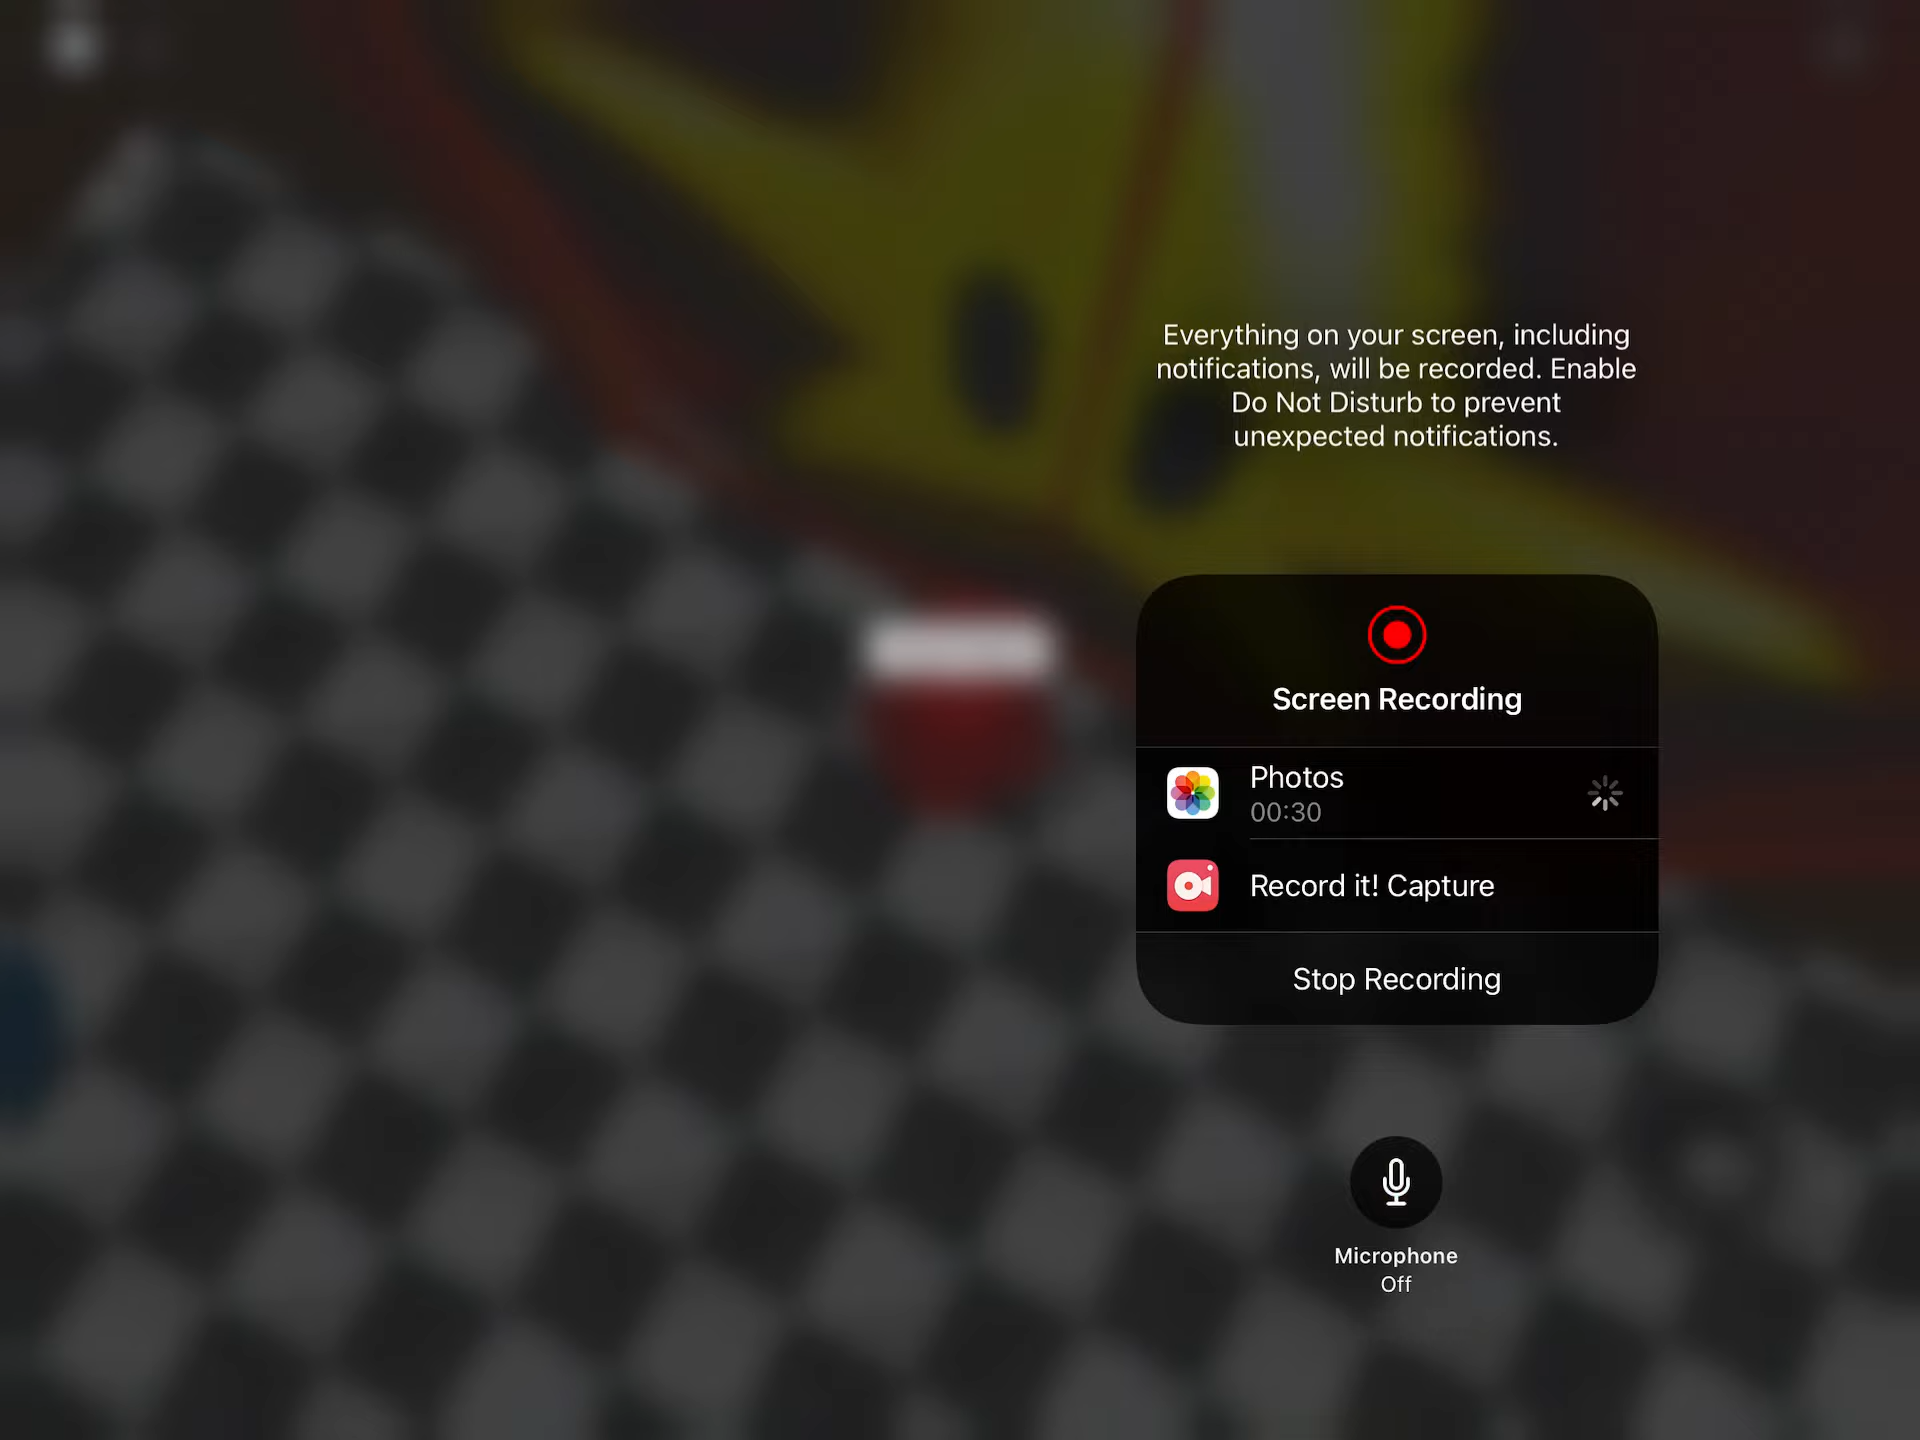 Everything on your screen, including
notifications, will be recorded. Enable
Do Not Disturb to prevent
unexpected notifications.
Screen Recording
Photos
00:30
Record it! Capture
Stop Recording
Microphone
Off